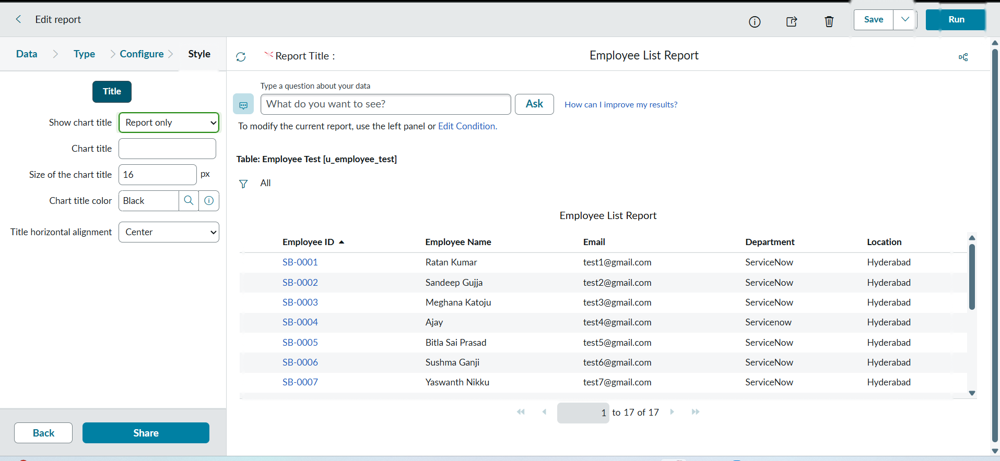 Edit report
Save
Run
Data
Type
Configure
Style
Report Title :
Employee List Report
Title
Type a question about your data
What do you want to see?
Ask
How can I improve my results?
To modify the current report, use the left panel or Edit Condition.
Show chart title
Report only
Chart title
Size of the chart title
16
px
Chart title color
Black
Title horizontal alignment
Center
Table: Employee Test [u_employee_test]
All
Employee List Report
Employee ID Employee Name Email Department Location
SB-0001 Ratan Kumar test1@gmail.com ServiceNow Hyderabad
SB-0002 Sandeep Gujja test2@gmail.com ServiceNow Hyderabad
SB-0003 Meghana Katoju test3@gmail.com ServiceNow Hyderabad
SB-0004 Ajay test4@gmail.com Servicenow Hyderabad
SB-0005 Bitla Sai Prasad test5@gmail.com ServiceNow Hyderabad
SB-0006 Sushma Ganji test6@gmail.com ServiceNow Hyderabad
SB-0007 Yaswanth Nikku test7@gmail.com ServiceNow Hyderabad
1 to 17 of 17
Back
Share